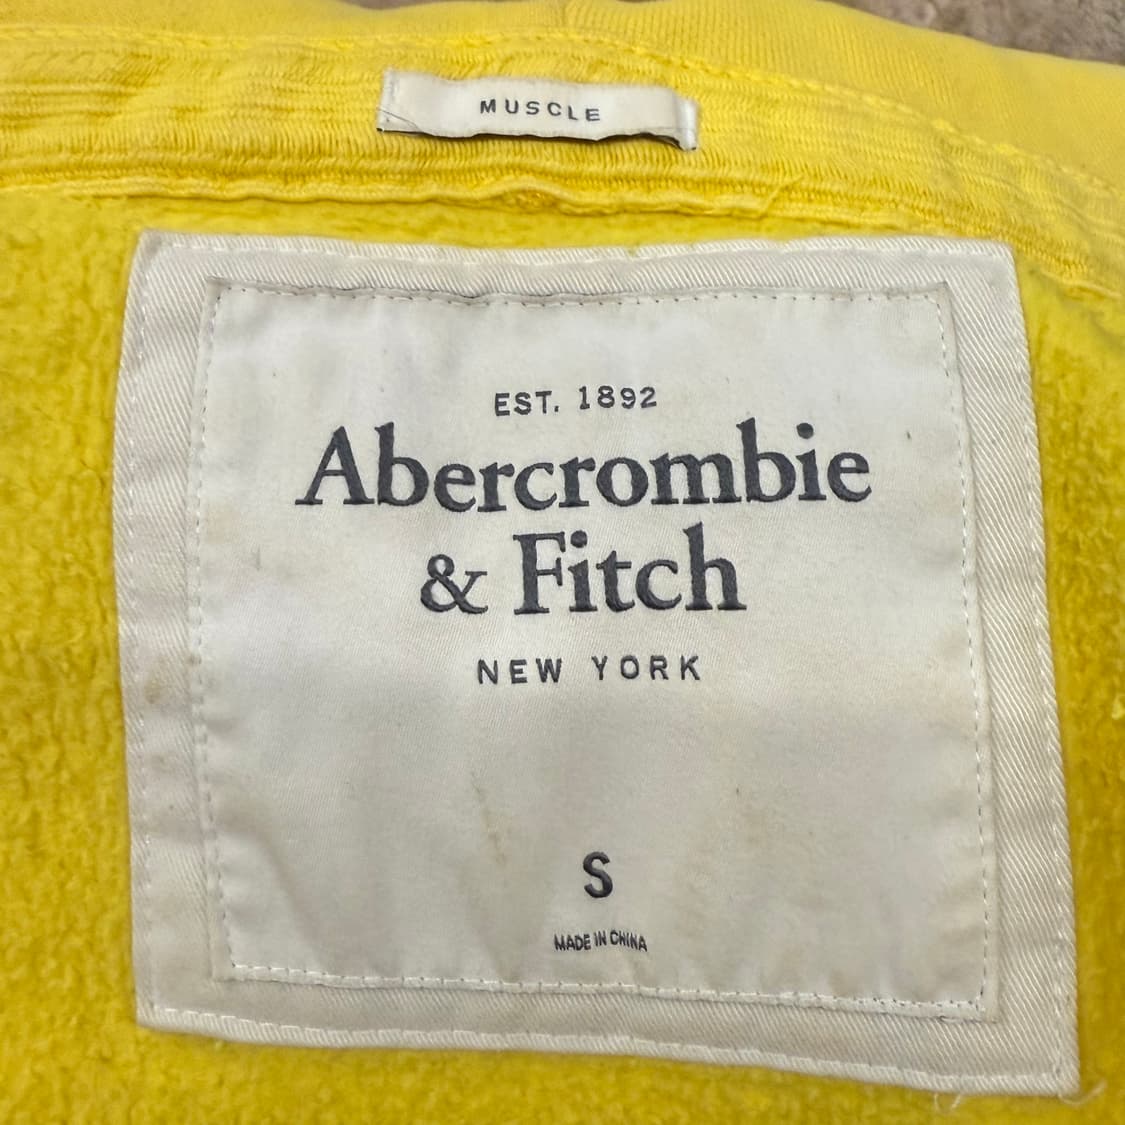 MUSCLE
EST. 1892
Abercrombie
& Fitch
NEW YORK
S
MADE IN CHINA